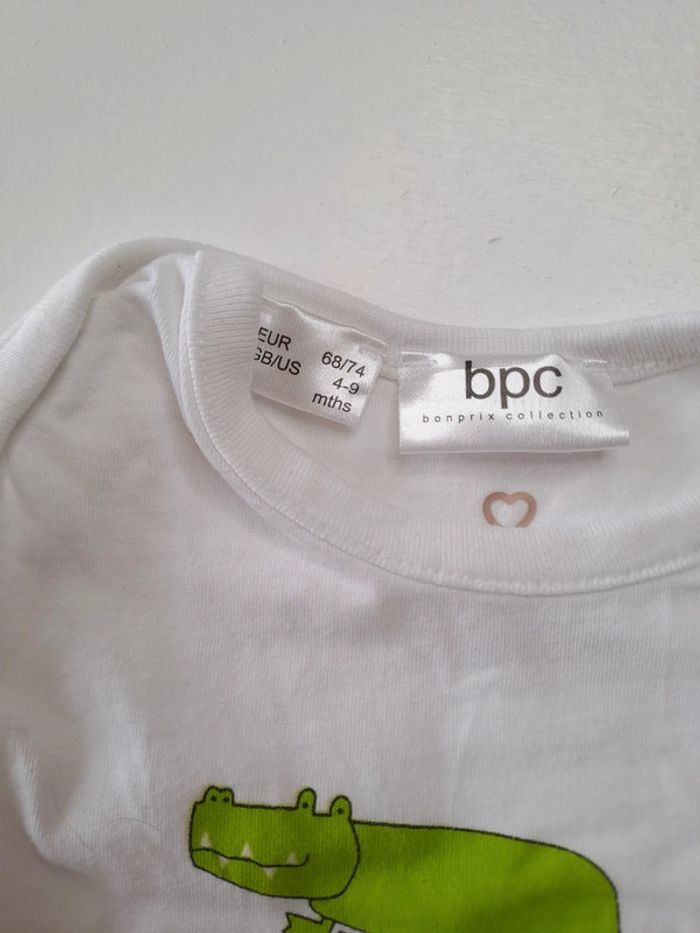 EUR 68/74
GB/US 4-9
mths
bpc
bonprix collection